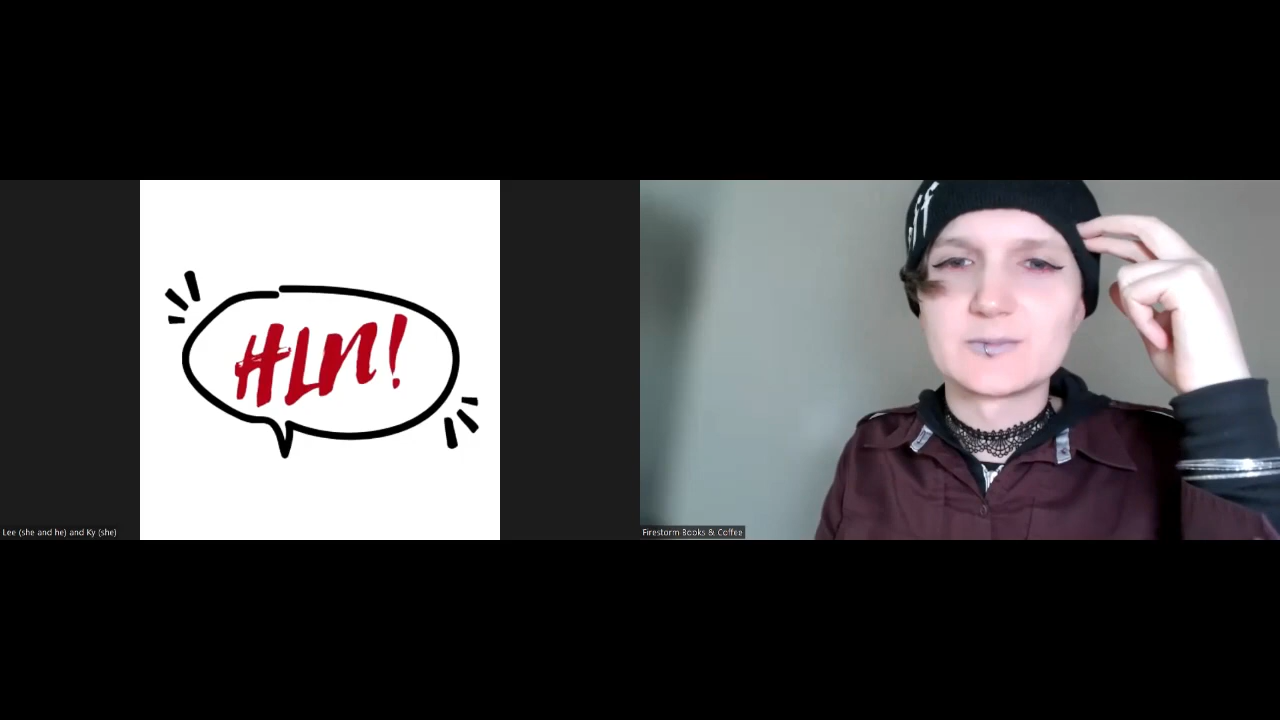 HLN!
Lee (she and he) and Ky (she)
Firestorm Books & Coffee